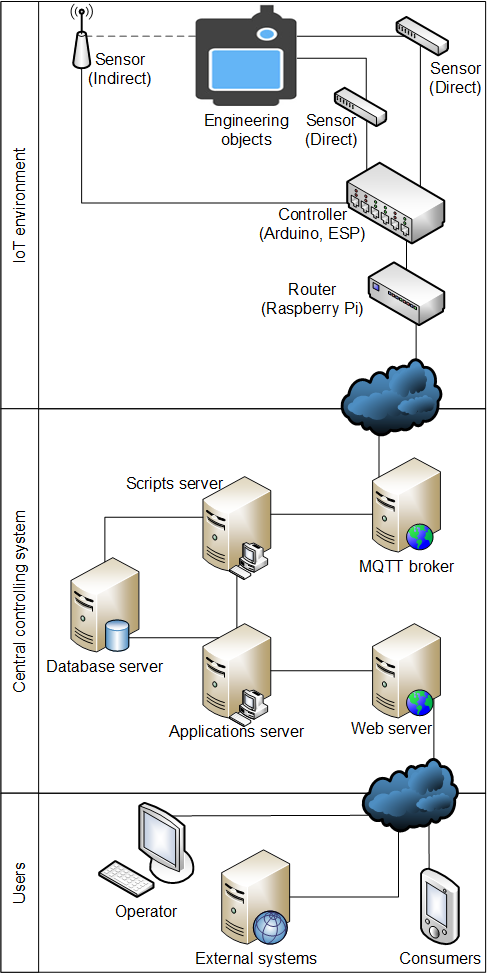 IoT environment
Sensor
(Indirect)
Engineering
objects
Sensor
(Direct)
Sensor
(Direct)
Controller
(Arduino, ESP)
Router
(Raspberry Pi)
Central controlling system
Scripts server
MQTT broker
Database server
Applications server
Web server
Users
Operator
External systems
Consumers